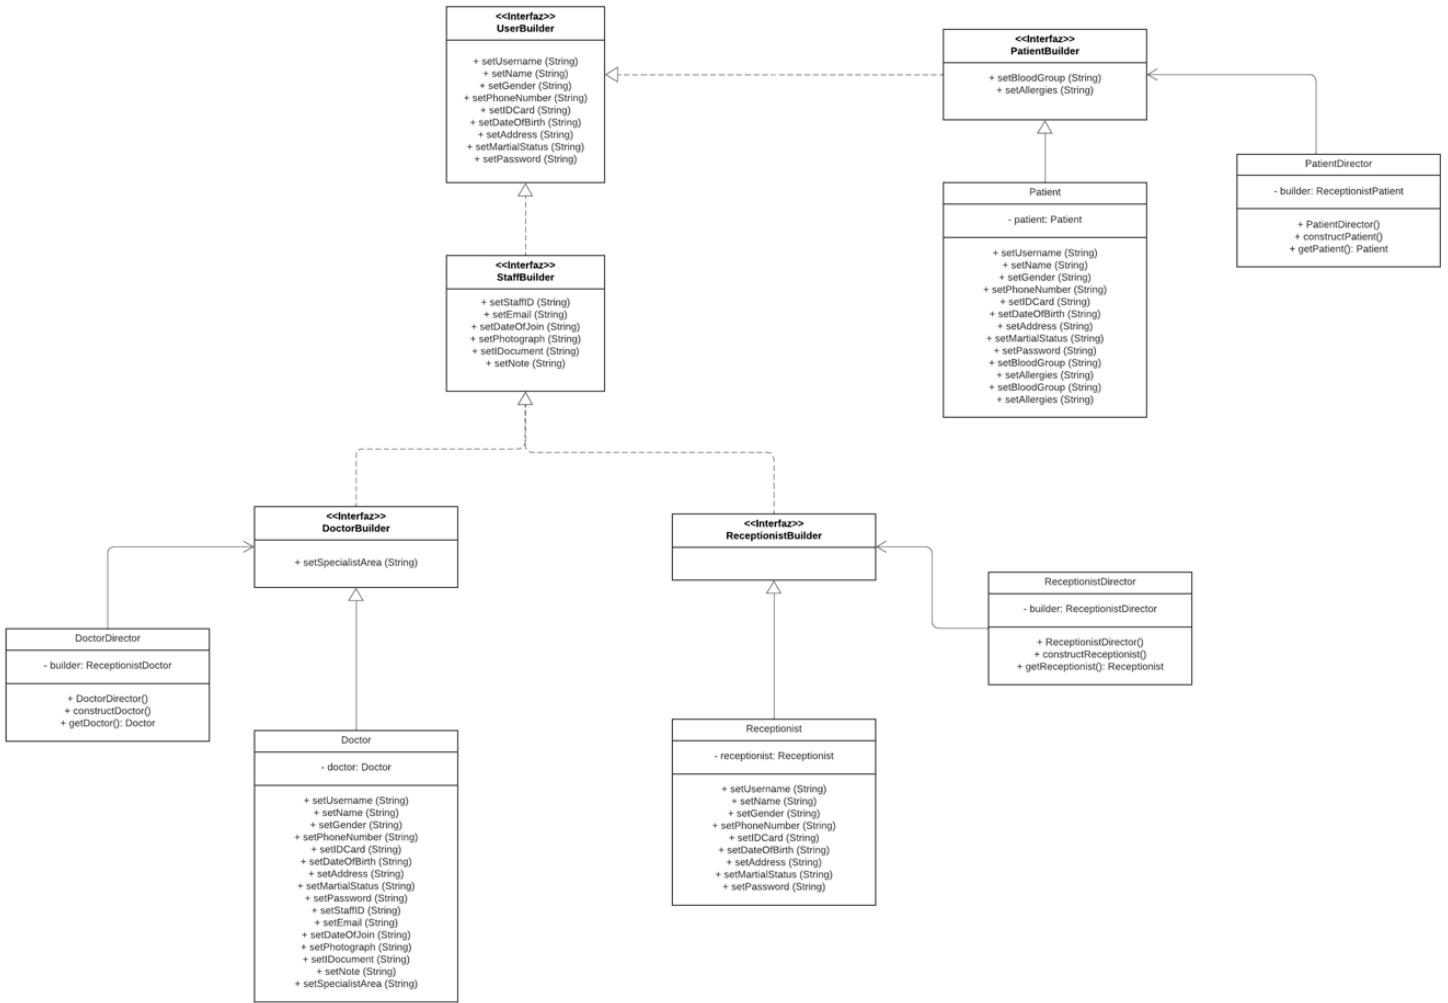 <<Interfaz>>
UserBuilder
+ setUsername (String)
+ setName (String)
+ setGender (String)
+ setPhoneNumber (String)
+ setIDCard (String)
+ setDateOfBirth (String)
+ setAddress (String)
+ setMartialStatus (String)
+ setPassword (String)
<<Interfaz>>
PatientBuilder
+ setBloodGroup (String)
+ setAllergies (String)
PatientDirector
- builder: ReceptionistPatient
+ PatientDirector()
+ constructPatient()
+ getPatient(): Patient
Patient
- patient: Patient
+ setUsername (String)
+ setName (String)
+ setGender (String)
+ setPhoneNumber (String)
+ setIDCard (String)
+ setDateOfBirth (String)
+ setAddress (String)
+ setMartialStatus (String)
+ setPassword (String)
+ setBloodGroup (String)
+ setAllergies (String)
+ setBloodGroup (String)
+ setAllergies (String)
<<Interfaz>>
StaffBuilder
+ setStaffID (String)
+ setEmail (String)
+ setDateOfJoin (String)
+ setPhotograph (String)
+ setIDocument (String)
+ setNote (String)
<<Interfaz>>
DoctorBuilder
+ setSpecialistArea (String)
<<Interfaz>>
ReceptionistBuilder
ReceptionistDirector
- builder: ReceptionistDirector
+ ReceptionistDirector()
+ constructReceptionist()
+ getReceptionist(): Receptionist
DoctorDirector
- builder: ReceptionistDoctor
+ DoctorDirector()
+ constructDoctor()
+ getDoctor(): Doctor
Doctor
- doctor: Doctor
+ setUsername (String)
+ setName (String)
+ setGender (String)
+ setPhoneNumber (String)
+ setIDCard (String)
+ setDateOfBirth (String)
+ setAddress (String)
+ setMartialStatus (String)
+ setPassword (String)
+ setStaffID (String)
+ setEmail (String)
+ setDateOfJoin (String)
+ setPhotograph (String)
+ setIDocument (String)
+ setNote (String)
+ setSpecialistArea (String)
Receptionist
- receptionist: Receptionist
+ setUsername (String)
+ setName (String)
+ setGender (String)
+ setPhoneNumber (String)
+ setIDCard (String)
+ setDateOfBirth (String)
+ setAddress (String)
+ setMartialStatus (String)
+ setPassword (String)